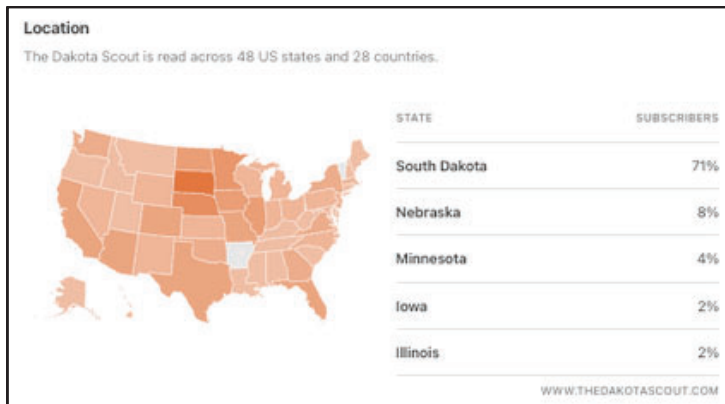 Location
The Dakota Scout is read across 48 US states and 28 countries.
STATE SUBSCRIBERS
South Dakota 71%
Nebraska 8%
Minnesota 4%
Iowa 2%
Illinois 2%
WWW.THEDAKOTASCOUT.COM